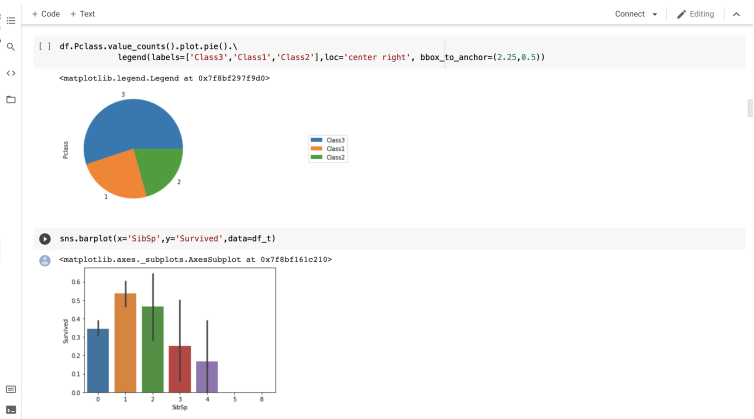 + Code + Text
Connect
Editing
[ ] df.Pclass.value_counts().plot.pie().\
legend(labels=['Class3','Class1','Class2'],loc='center right', bbox_to_anchor=(2.25,0.5))
<matplotlib.legend.Legend at 0x7f8bf297f9d0>
3
Pclass
1
2
Class3
Class1
Class2
sns.barplot(x='SibSp',y='Survived',data=df_t)
<matplotlib.axes._subplots.AxesSubplot at 0x7f8bf161c210>
Survived
0.6
0.5
0.4
0.3
0.2
0.1
0.0
0 1 2 3 4 5 8
SibSp